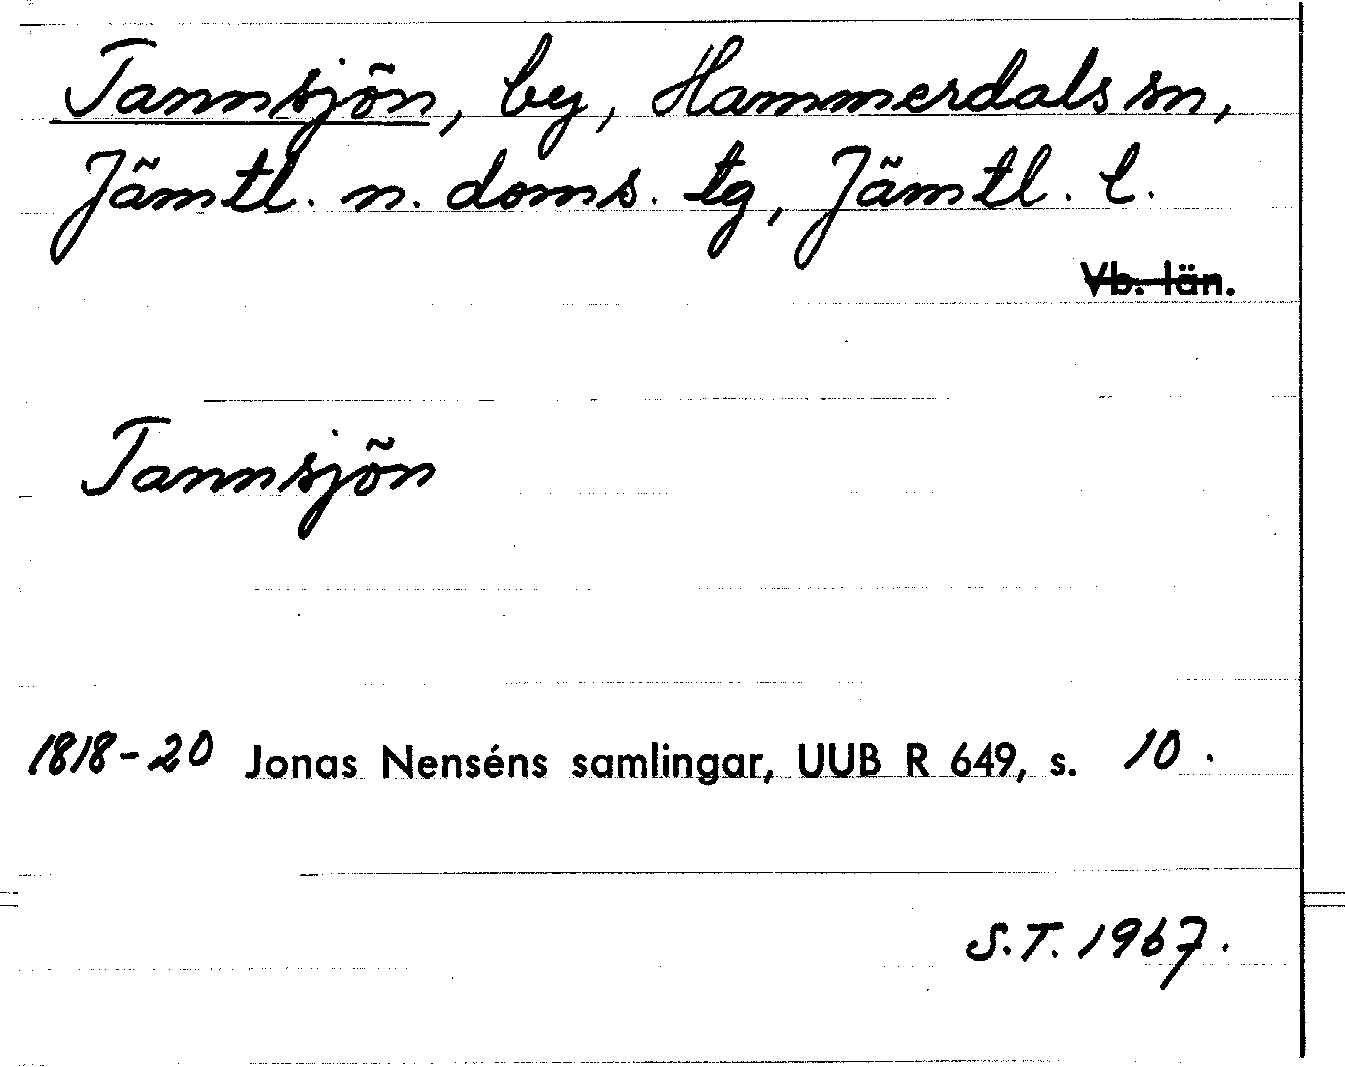 Tannsjön, by, Hammerdals sn,
Jämtl. n. doms. tg, Jämtl. l.
Vb. län.
Tannsjön
1818-20 Jonas Nenséns samlingar, UUB R 649, s. 10.
S.T. 1967.